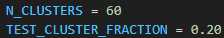 N_CLUSTERS = 60
TEST_CLUSTER_FRACTION = 0.20